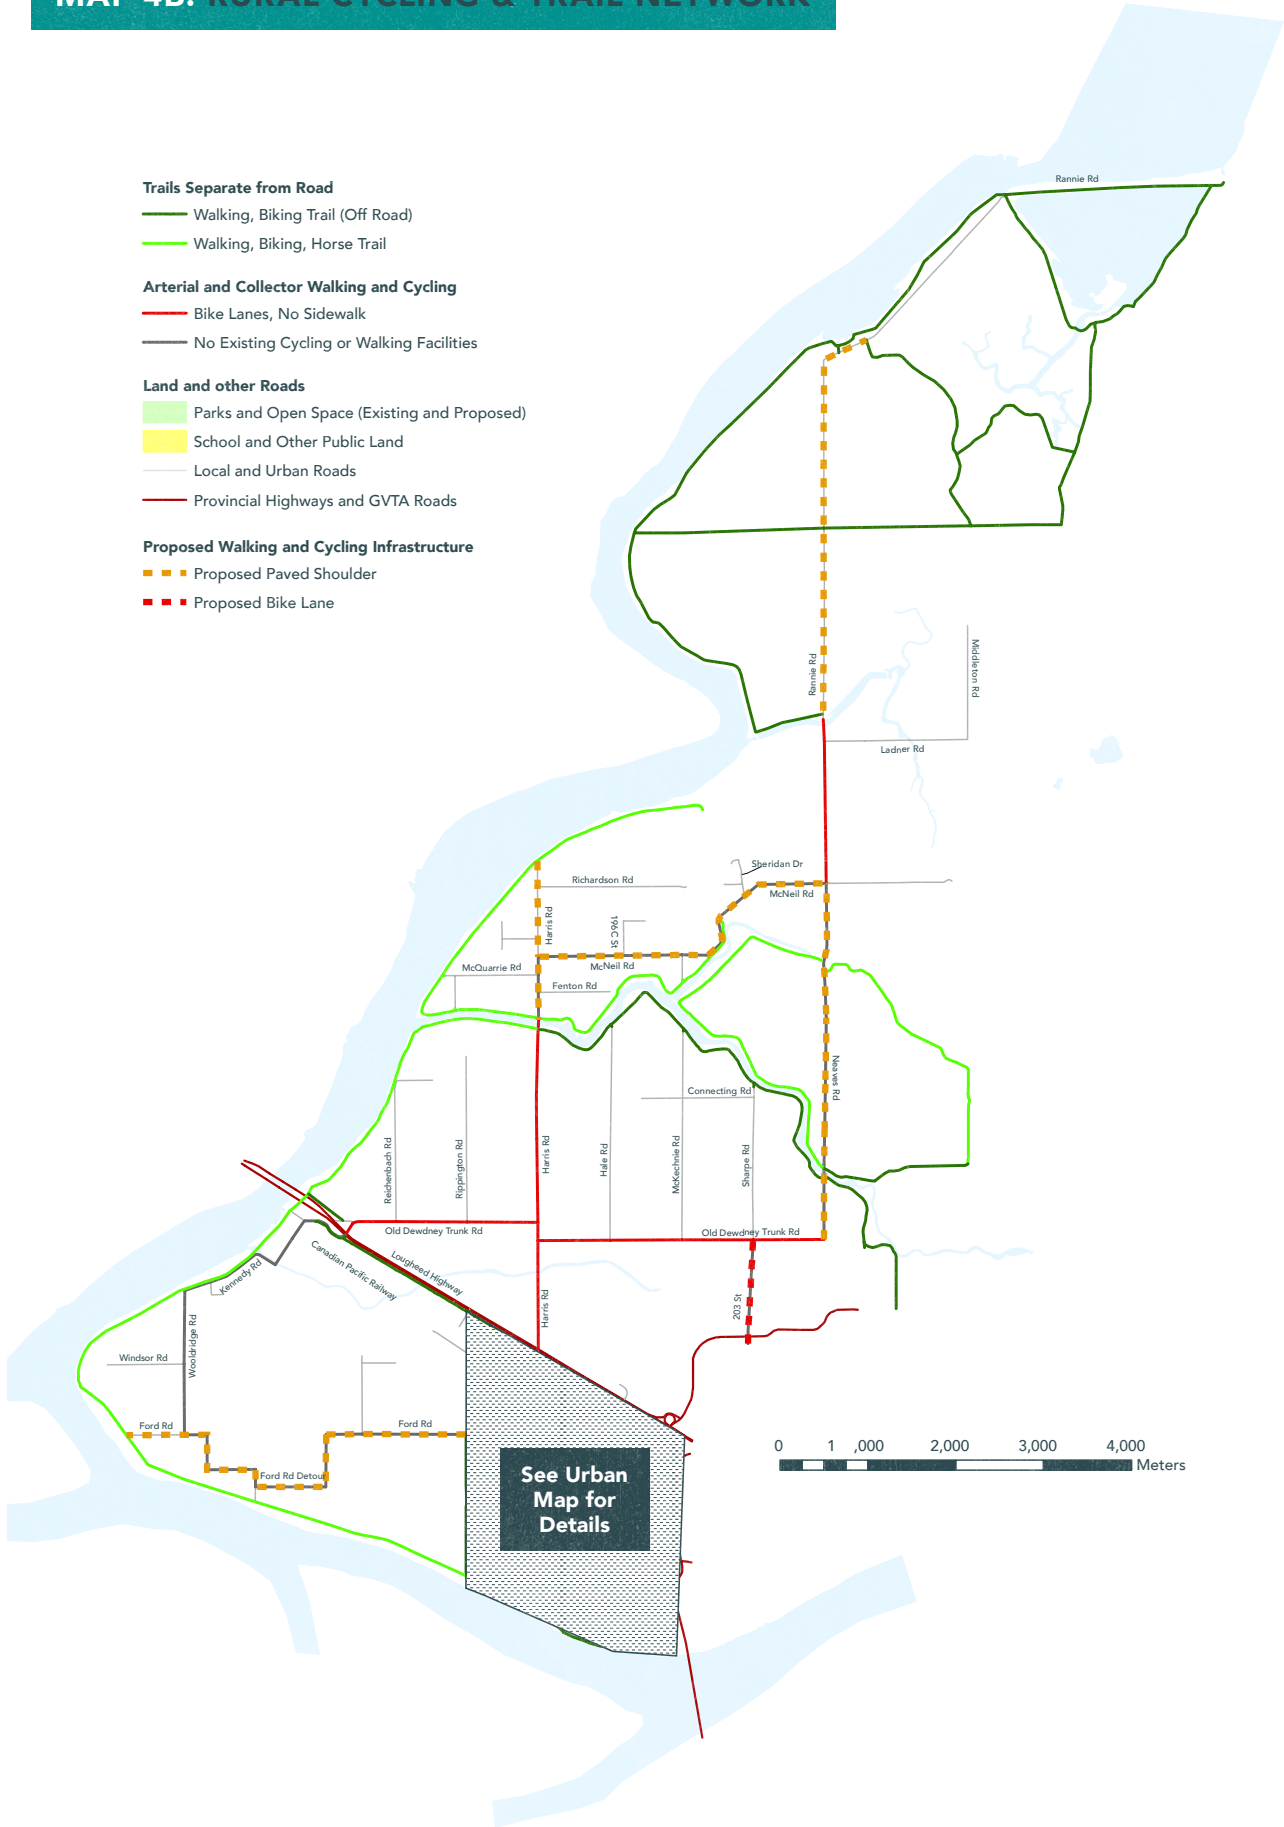 MAP 4B: RURAL CYCLING & TRAIL NETWORK
Rannie Rd
Trails Separate from Road
Walking, Biking Trail (Off Road)
Walking, Biking, Horse Trail
Arterial and Collector Walking and Cycling
Bike Lanes, No Sidewalk
No Existing Cycling or Walking Facilities
Land and other Roads
Parks and Open Space (Existing and Proposed)
School and Other Public Land
Local and Urban Roads
Provincial Highways and GVTA Roads
Proposed Walking and Cycling Infrastructure
Proposed Paved Shoulder
Proposed Bike Lane
Rannie Rd
Middleton Rd
Ladner Rd
Sheridan Dr
Richardson Rd
McNeil Rd
Harris Rd
196C St
McQuarrie Rd
McNeil Rd
Fenton Rd
Neaves Rd
Connecting Rd
Reichenbach Rd
Rippington Rd
Harris Rd
Hale Rd
McKechnie Rd
Sharpe Rd
Old Dewdney Trunk Rd
Old Dewdney Trunk Rd
Canadian Pacific Railway
Lougheed Highway
Kennedy Rd
Harris Rd
203 St
Wooldridge Rd
Windsor Rd
Ford Rd
Ford Rd
Ford Rd Detour
See Urban
Map for
Details
0 1 ,000 2,000 3,000 4,000
Meters